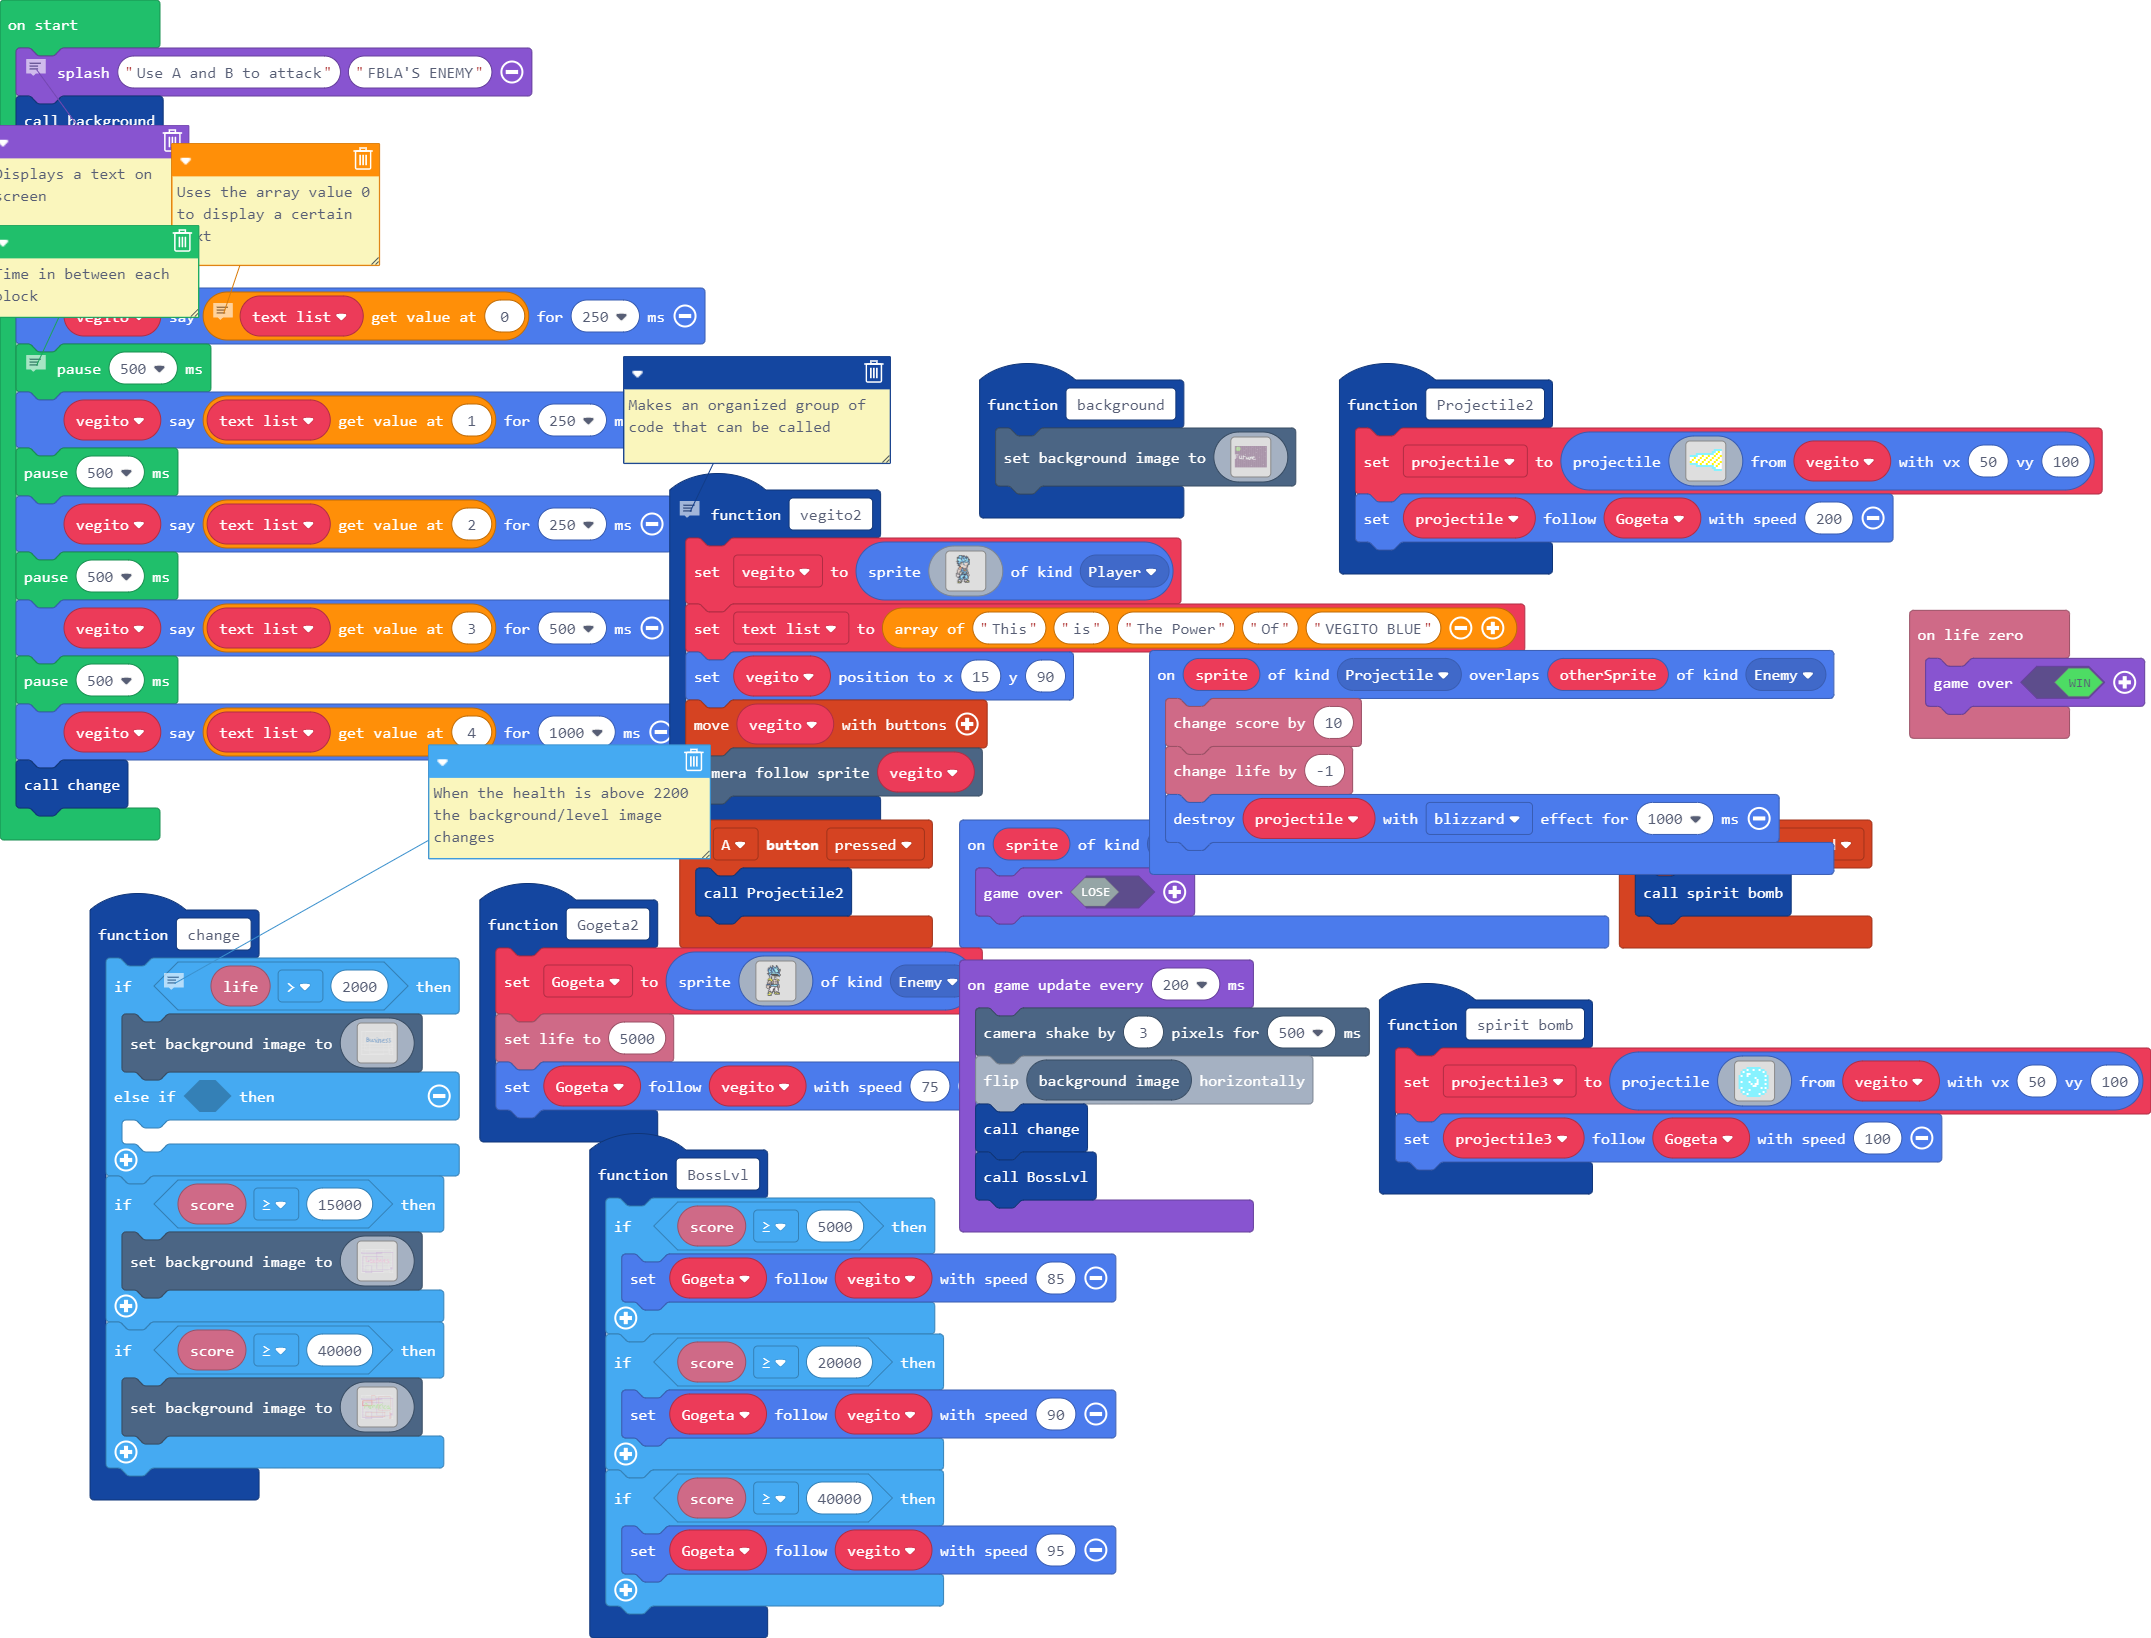 on start
splash "Use A and B to attack" "FBLA'S ENEMY"
call background
Displays a text on
screen
Uses the array value 0
to display a certain
Time in between each
block
vegito say text list get value at 0 for 250 ms
pause 500 ms
vegito say text list get value at 1 for 250
pause 500 ms
vegito say text list get value at 2 for 250 ms
pause 500 ms
vegito say text list get value at 3 for 500 ms
pause 500 ms
vegito say text list get value at 4 for 1000 ms
call change
Makes an organized group of
code that can be called
function vegito2
set vegito to sprite of kind Player
set text list to array of "This" "is" "The Power" "Of" "VEGITO BLUE"
set vegito position to x 15 y 90
move vegito with buttons
mera follow sprite vegito
function background
set background image to
function Projectile2
set projectile to projectile from vegito with vx 50 vy 100
set projectile follow Gogeta with speed 200
on life zero
game over WIN
on sprite of kind Projectile overlaps otherSprite of kind Enemy
change score by 10
change life by -1
destroy projectile with blizzard effect for 1000 ms
When the health is above 2200
the background/level image
changes
A button pressed
call Projectile2
on sprite of kind
game over LOSE
call spirit bomb
function change
if life > 2000 then
set background image to
else if then
if score ≥ 15000 then
set background image to
if score ≥ 40000 then
set background image to
function Gogeta2
set Gogeta to sprite of kind Enemy
set life to 5000
set Gogeta follow vegito with speed 75
on game update every 200 ms
camera shake by 3 pixels for 500 ms
flip background image horizontally
call change
call BossLvl
function spirit bomb
set projectile3 to projectile from vegito with vx 50 vy 100
set projectile3 follow Gogeta with speed 100
function BossLvl
if score ≥ 5000 then
set Gogeta follow vegito with speed 85
if score ≥ 20000 then
set Gogeta follow vegito with speed 90
if score ≥ 40000 then
set Gogeta follow vegito with speed 95